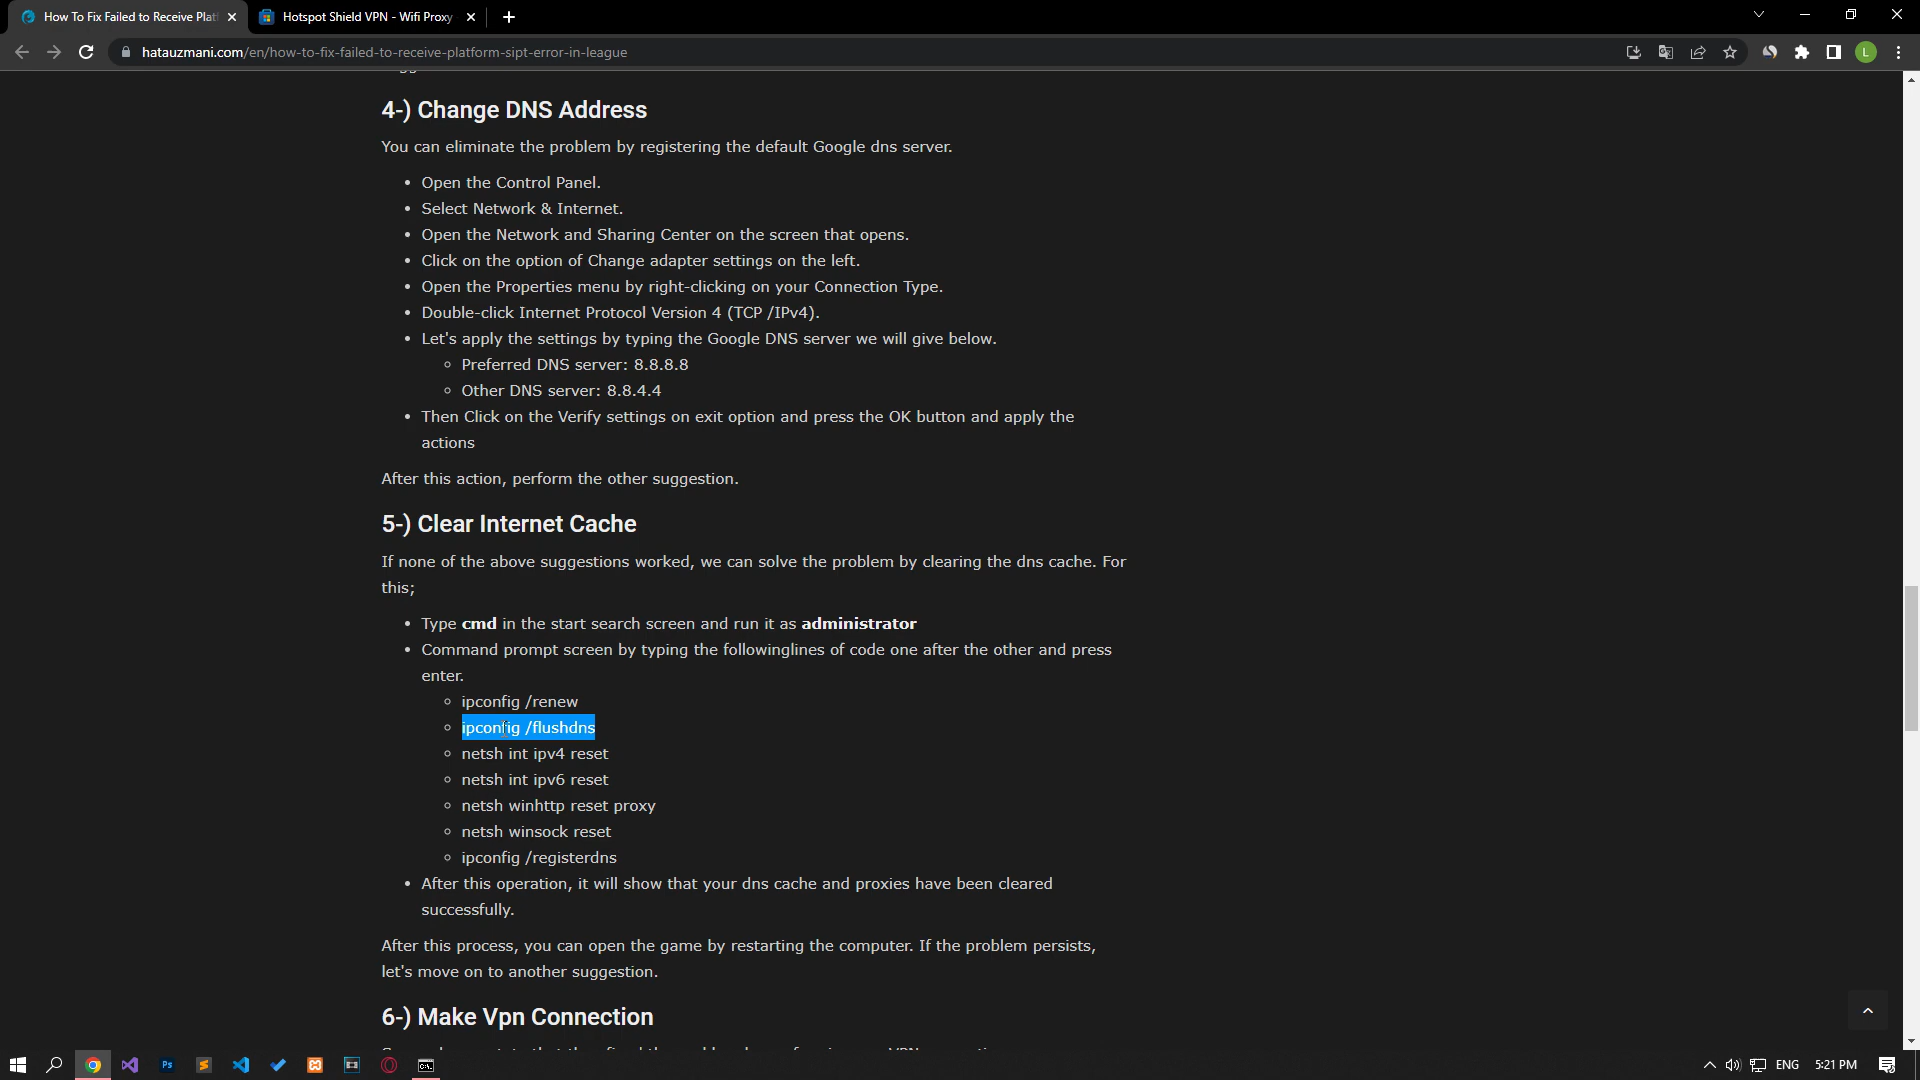 How To Fix Failed to Receive Plat
Hotspot Shield VPN - Wifi Proxy
hatauzmani.com/en/how-to-fix-failed-to-receive-platform-sipt-error-in-league
L
4-) Change DNS Address
You can eliminate the problem by registering the default Google dns server.
• Open the Control Panel.
• Select Network & Internet.
• Open the Network and Sharing Center on the screen that opens.
• Click on the option of Change adapter settings on the left.
• Open the Properties menu by right-clicking on your Connection Type.
• Double-click Internet Protocol Version 4 (TCP /IPv4).
• Let's apply the settings by typing the Google DNS server we will give below.
◦ Preferred DNS server: 8.8.8.8
◦ Other DNS server: 8.8.4.4
• Then Click on the Verify settings on exit option and press the OK button and apply the
actions
After this action, perform the other suggestion.
5-) Clear Internet Cache
If none of the above suggestions worked, we can solve the problem by clearing the dns cache. For
this;
• Type cmd in the start search screen and run it as administrator
• Command prompt screen by typing the followinglines of code one after the other and press
enter.
◦ ipconfig /renew
◦ ipconfig /flushdns
◦ netsh int ipv4 reset
◦ netsh int ipv6 reset
◦ netsh winhttp reset proxy
◦ netsh winsock reset
◦ ipconfig /registerdns
• After this operation, it will show that your dns cache and proxies have been cleared
successfully.
After this process, you can open the game by restarting the computer. If the problem persists,
let's move on to another suggestion.
6-) Make Vpn Connection
Ps
ENG
5:21 PM